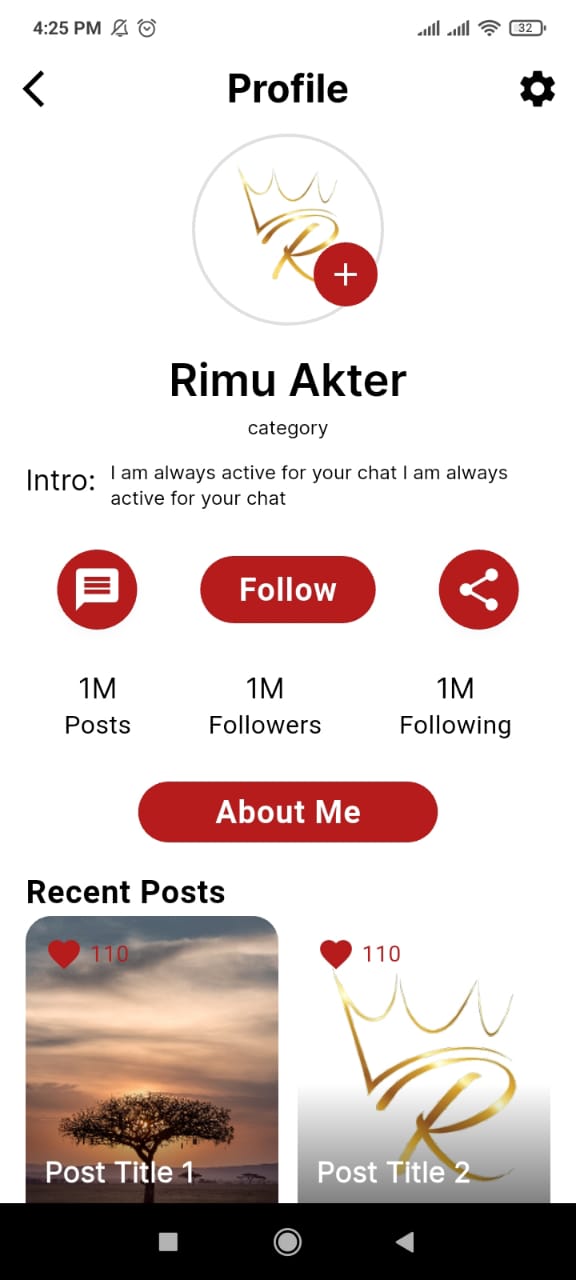 4:25 PM
32
Profile
R
Rimu Akter
category
Intro: I am always active for your chat I am always
active for your chat
Follow
1M 1M 1M
Posts Followers Following
About Me
Recent Posts
110 110
R
Post Title 1 Post Title 2